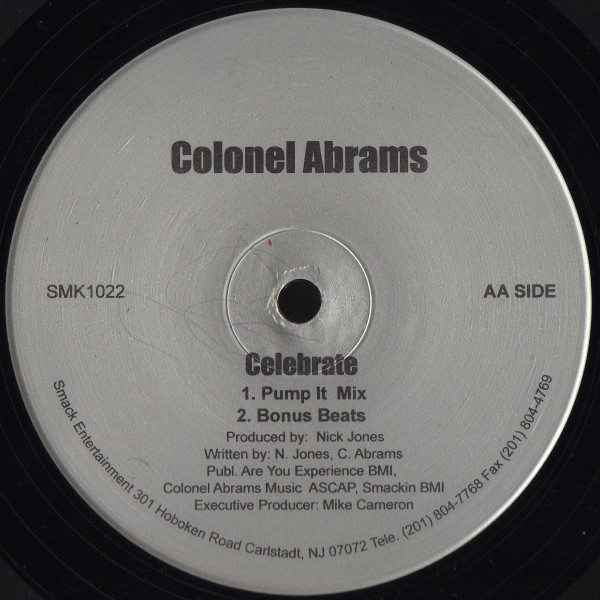 Colonel Abrams
SMK1022
AA SIDE
Celebrate
1. Pump It Mix
2. Bonus Beats
Produced by: Nick Jones
Written by: N. Jones, C. Abrams
Publ. Are You Experience BMI,
Colonel Abrams Music ASCAP, Smackin BMI
Executive Producer: Mike Cameron
Smack Entertainment 301 Hoboken Road Carlstadt, NJ 07072 Tele. (201) 804-7768 Fax (201) 804-4769